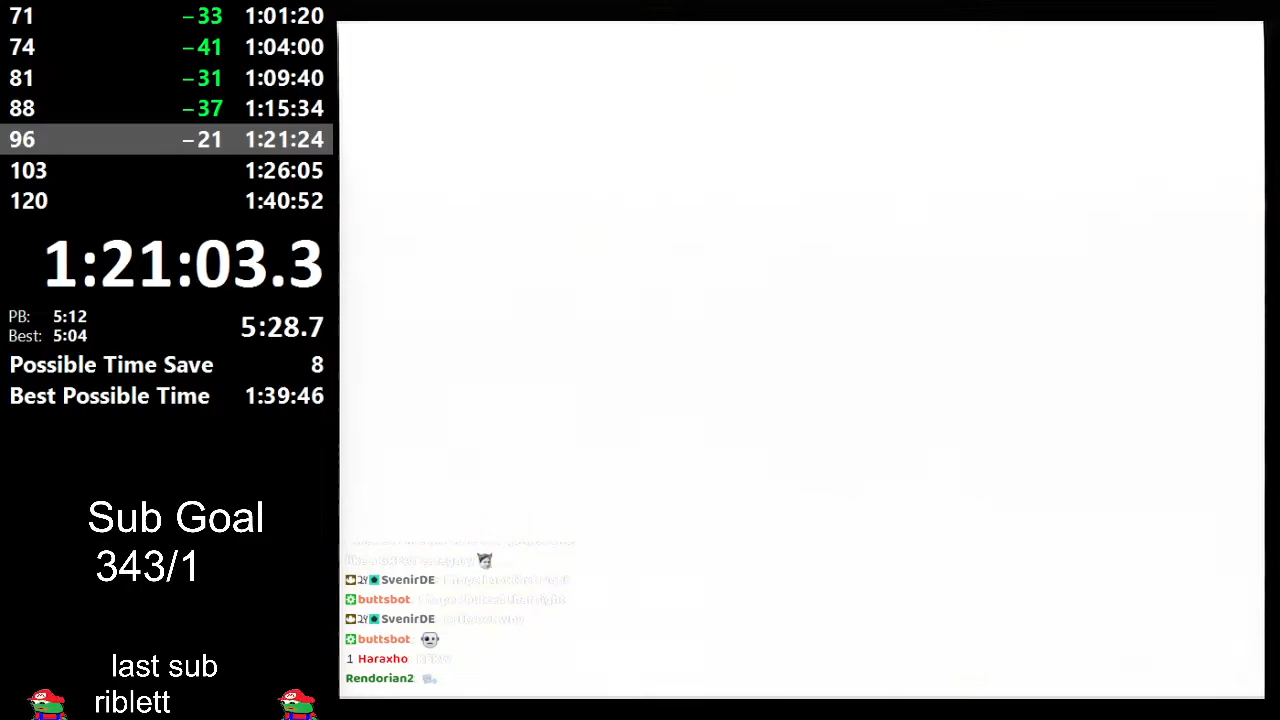 71 −33 1:01:20
74 −41 1:04:00
81 −31 1:09:40
88 −37 1:15:34
96 −21 1:21:24
103 1:26:05
120 1:40:52
1:21:03.3
PB: 5:12
Best: 5:04
5:28.7
Possible Time Save 8
Best Possible Time 1:39:46
Sub Goal
343/1
last sub
riblett
SvenirDE
buttsbot
SvenirDE
buttsbot
1 Haraxho
Rendorian2